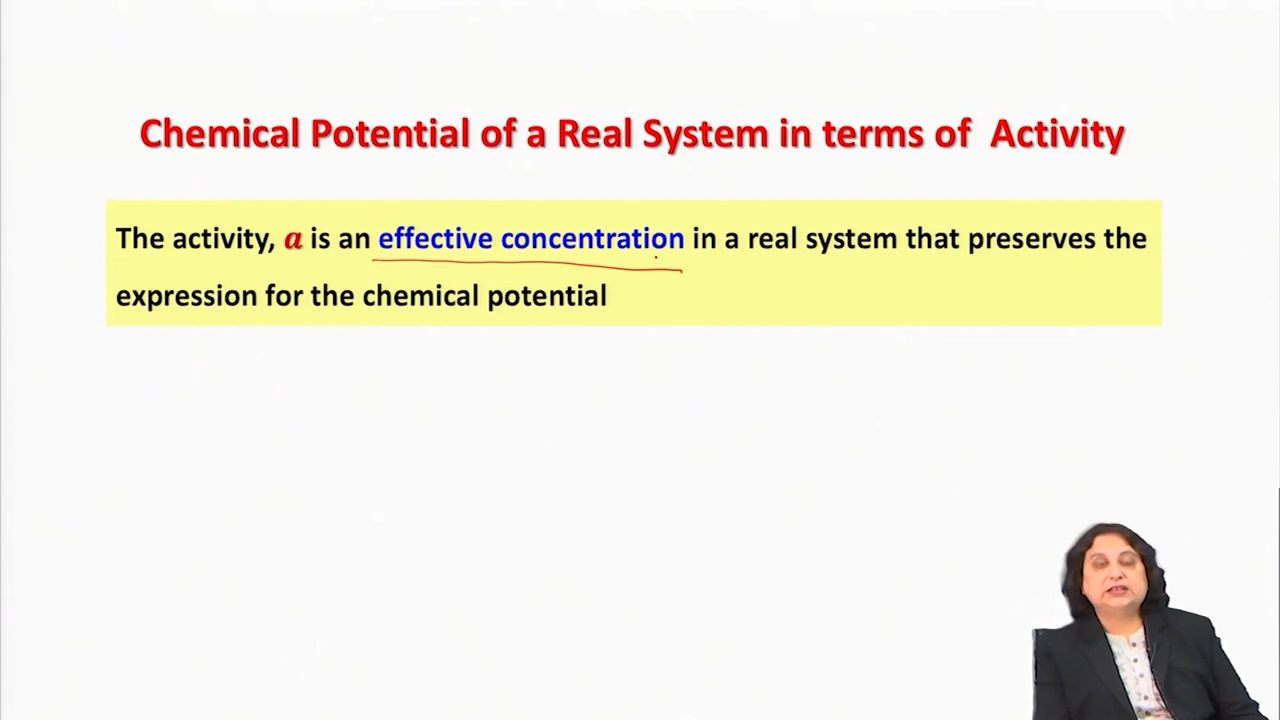 Chemical Potential of a Real System in terms of Activity
The activity, a is an effective concentration in a real system that preserves the
expression for the chemical potential